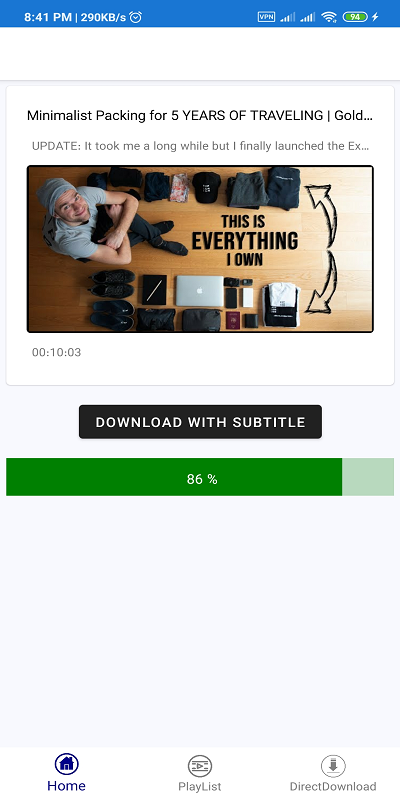 8:41 PM | 290KB/s
VPN
94
Minimalist Packing for 5 YEARS OF TRAVELING | Gold...
UPDATE: It took me a long while but I finally launched the Ex...
THIS IS
EVERYTHING
I OWN
00:10:03
DOWNLOAD WITH SUBTITLE
86 %
Home
PlayList
DirectDownload